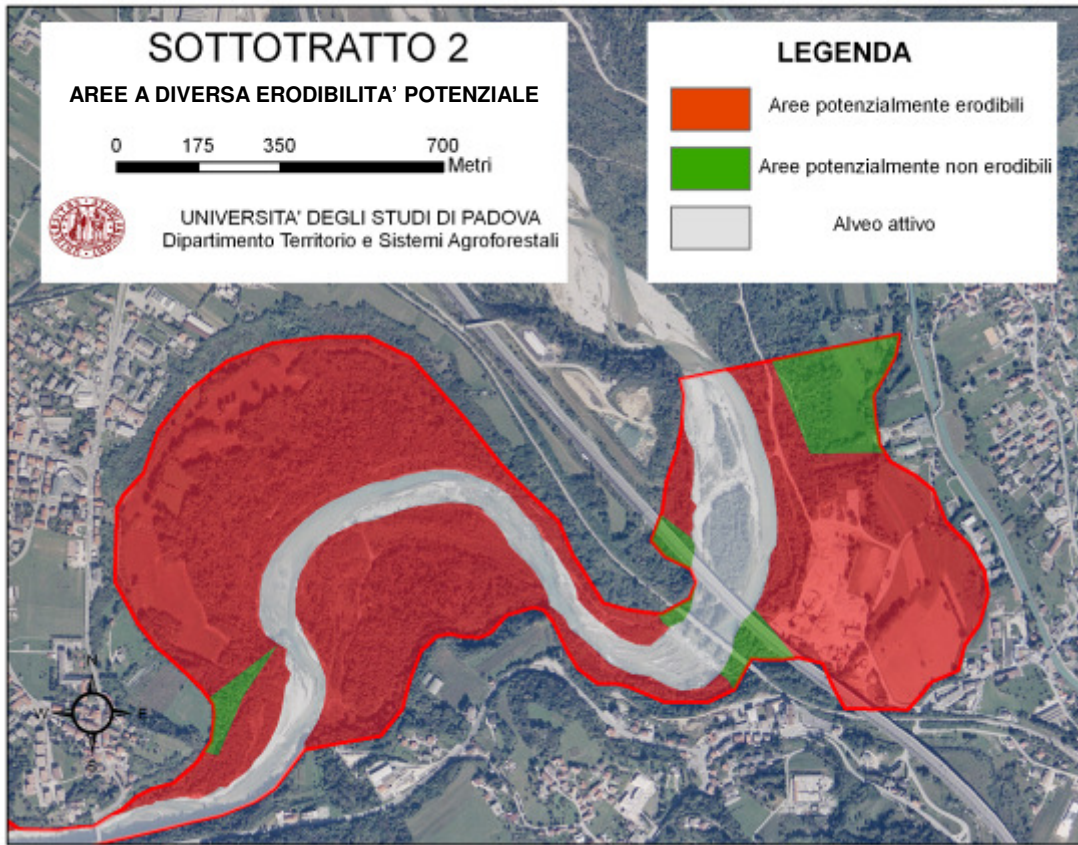 SOTTOTRATTO 2
AREE A DIVERSA ERODIBILITA' POTENZIALE
0 175 350 700
Metri
UNIVERSITA' DEGLI STUDI DI PADOVA
Dipartimento Territorio e Sistemi Agroforestali
LEGENDA
Aree potenzialmente erodibili
Aree potenzialmente non erodibili
Alveo attivo
N
W E
S